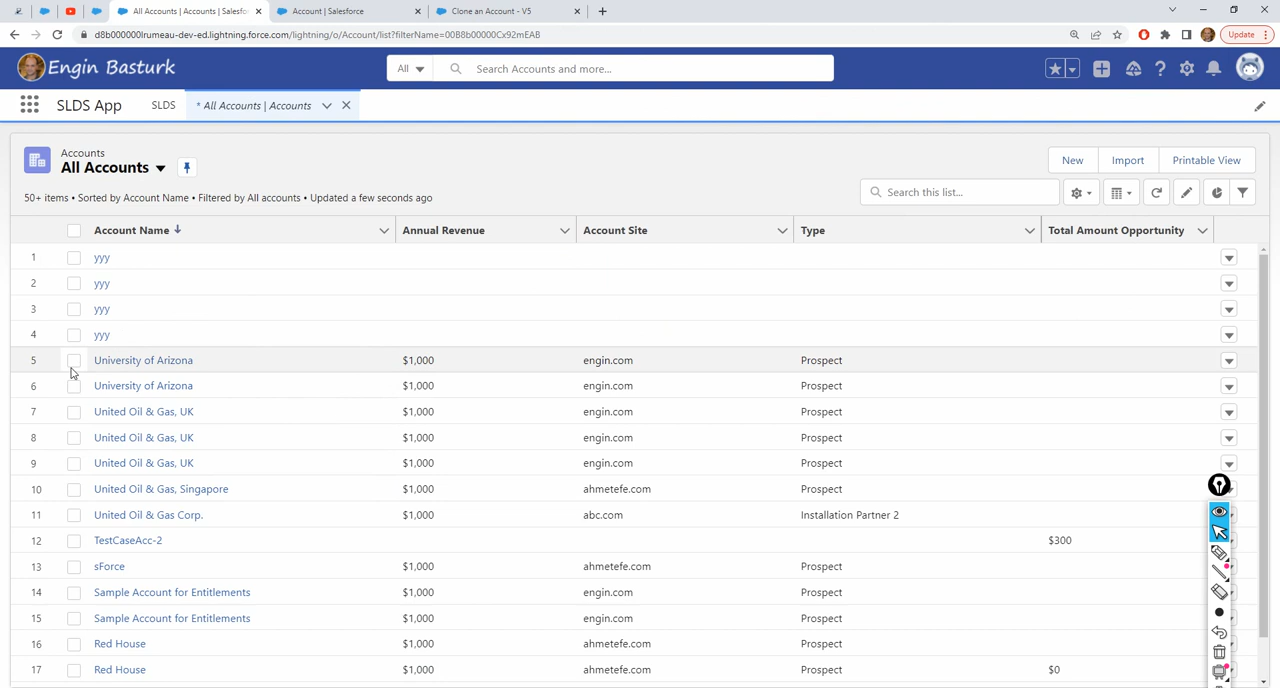 All Accounts | Accounts | Salesfo
Account | Salesforce
Clone an Account - V5
d8b000000lrumeau-dev-ed.lightning.force.com/lightning/o/Account/list?filterName=00B8b00000Cx92mEAB
Update
Engin Basturk
All
Search Accounts and more...
SLDS App
SLDS
* All Accounts | Accounts
Accounts
All Accounts
New
Import
Printable View
50+ items • Sorted by Account Name • Filtered by All accounts • Updated a few seconds ago
Search this list...
Account Name Annual Revenue Account Site Type Total Amount Opportunity
1 yyy
2 yyy
3 yyy
4 yyy
5 University of Arizona $1,000 engin.com Prospect
6 University of Arizona $1,000 engin.com Prospect
7 United Oil & Gas, UK $1,000 engin.com Prospect
8 United Oil & Gas, UK $1,000 engin.com Prospect
9 United Oil & Gas, UK $1,000 engin.com Prospect
10 United Oil & Gas, Singapore $1,000 ahmetefe.com Prospect
11 United Oil & Gas Corp. $1,000 abc.com Installation Partner 2
12 TestCaseAcc-2 $300
13 sForce $1,000 ahmetefe.com Prospect
14 Sample Account for Entitlements $1,000 engin.com Prospect
15 Sample Account for Entitlements $1,000 engin.com Prospect
16 Red House $1,000 ahmetefe.com Prospect
17 Red House $1,000 ahmetefe.com Prospect $0